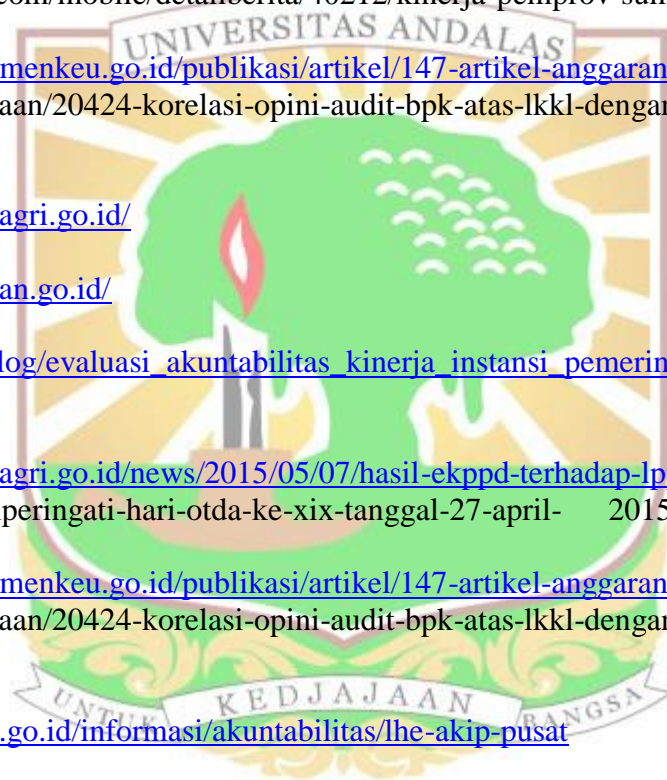 com/mobile/detailberita/40212/kinerja-pemprov-sum
UNIVERSITAS ANDALAS
menkeu.go.id/publikasi/artikel/147-artikel-anggaran
aan/20424-korelasi-opini-audit-bpk-atas-lkkl-dengan
agri.go.id/
an.go.id/
log/evaluasi_akuntabilitas_kinerja_instansi_pemerin
agri.go.id/news/2015/05/07/hasil-ekppd-terhadap-lp
peringati-hari-otda-ke-xix-tanggal-27-april- 2015
menkeu.go.id/publikasi/artikel/147-artikel-anggaran
aan/20424-korelasi-opini-audit-bpk-atas-lkkl-dengan
UNTUK KEDJAJAAN BANGSA
.go.id/informasi/akuntabilitas/lhe-akip-pusat